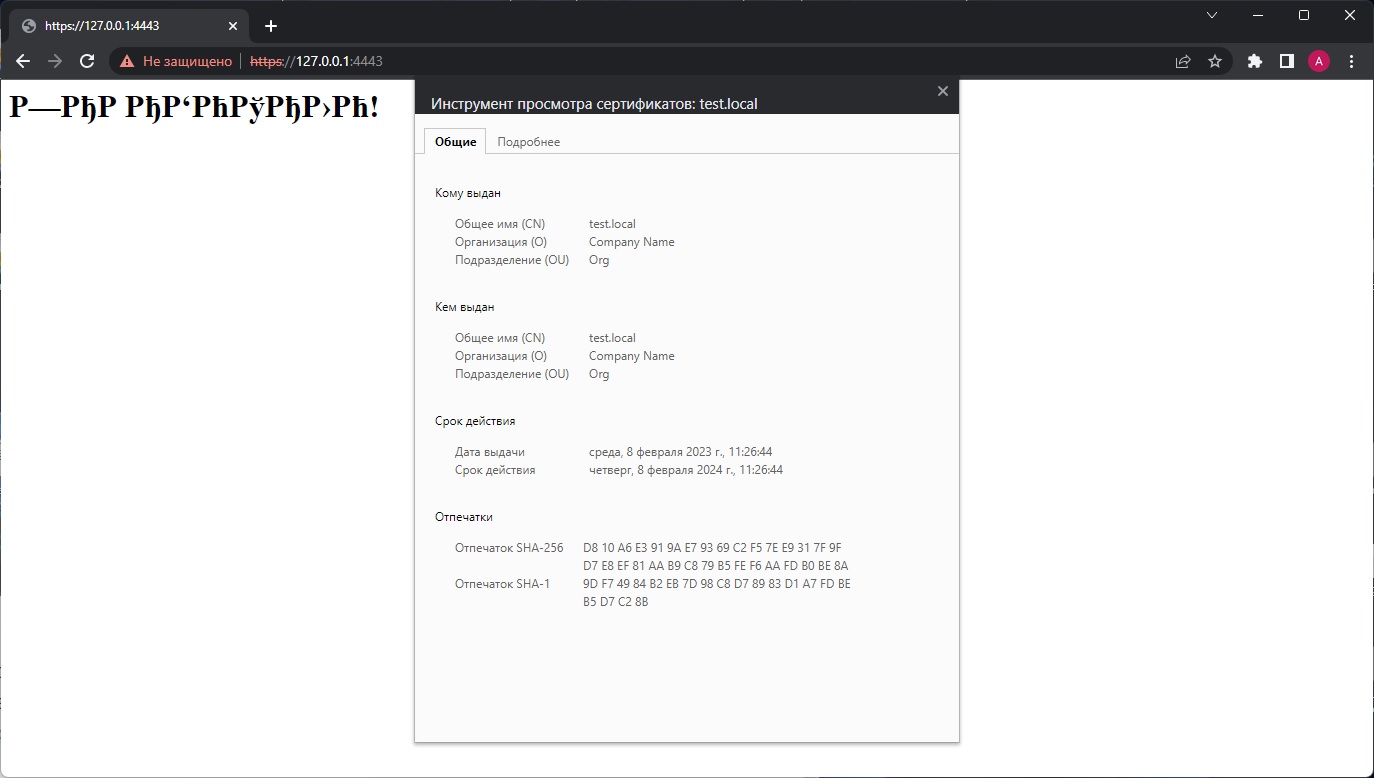 https://127.0.0.1:4443
Не защищено https://127.0.0.1:4443
A
Р—РђР РђР‘РћРўРђР›Рћ!
Инструмент просмотра сертификатов: test.local
Общие Подробнее
Кому выдан
Общее имя (CN) test.local
Организация (O) Company Name
Подразделение (OU) Org
Кем выдан
Общее имя (CN) test.local
Организация (O) Company Name
Подразделение (OU) Org
Срок действия
Дата выдачи среда, 8 февраля 2023 г., 11:26:44
Срок действия четверг, 8 февраля 2024 г., 11:26:44
Отпечатки
Отпечаток SHA-256 D8 10 A6 E3 91 9A E7 93 69 C2 F5 7E E9 31 7F 9F
D7 E8 EF 81 AA B9 C8 79 B5 FE F6 AA FD B0 BE 8A
Отпечаток SHA-1 9D F7 49 84 B2 EB 7D 98 C8 D7 89 83 D1 A7 FD BE
B5 D7 C2 8B